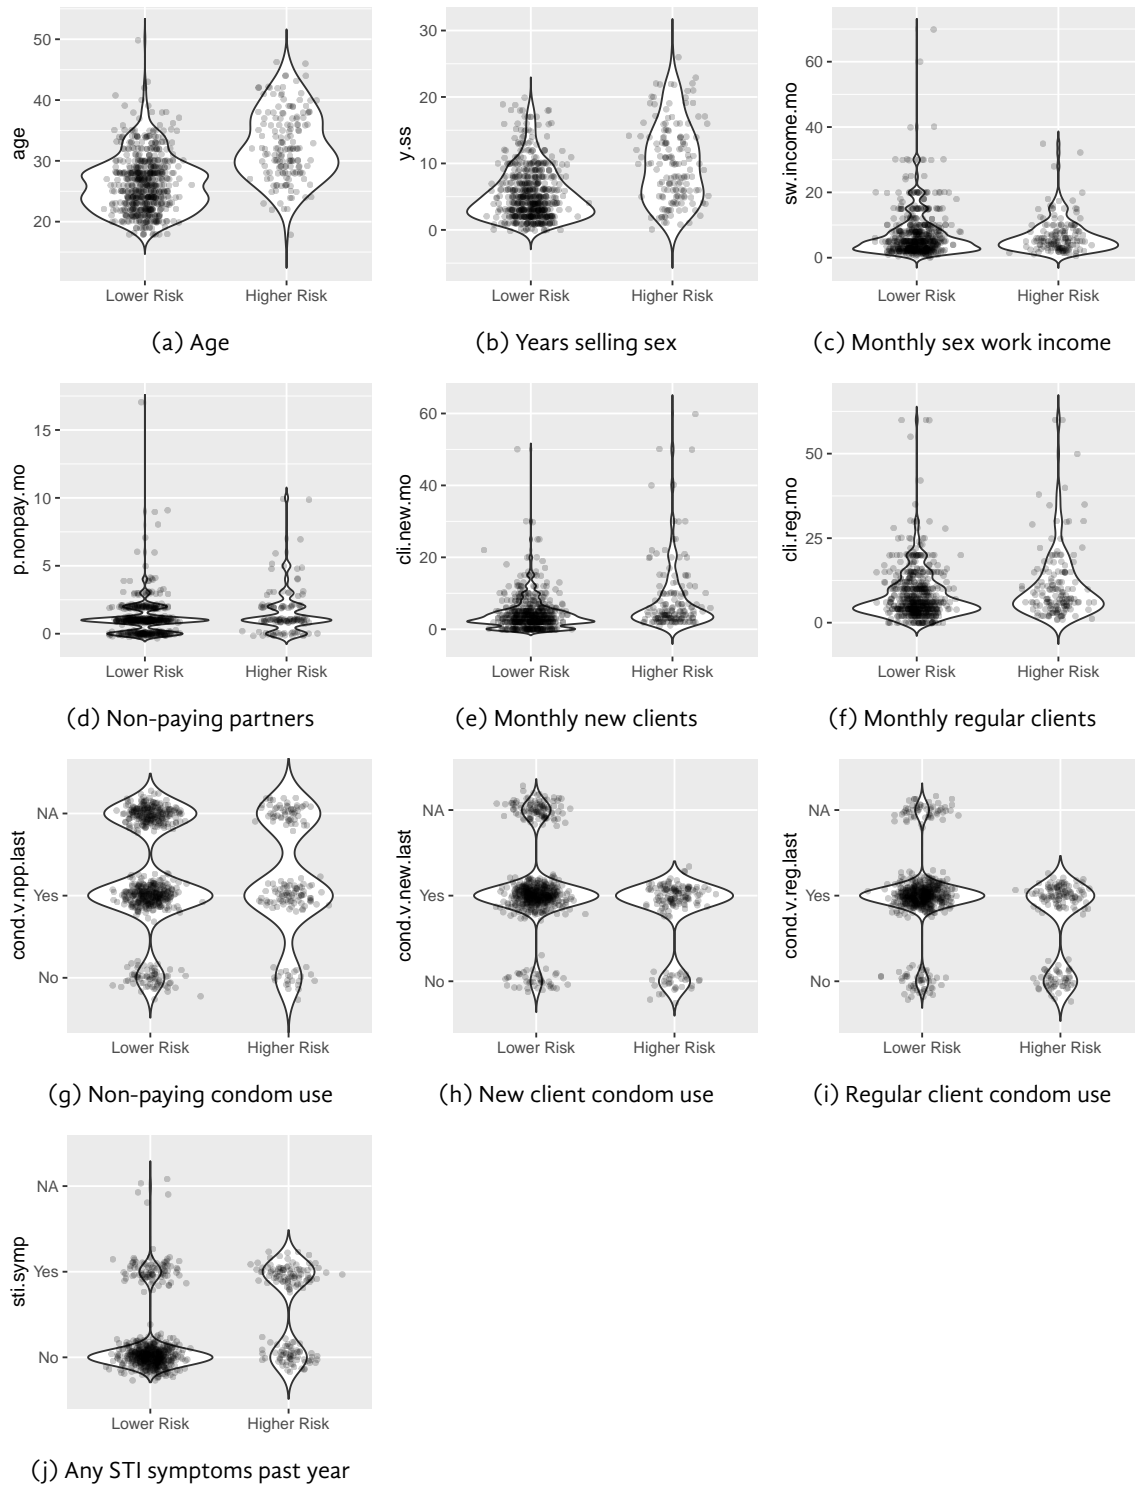 age
50
40
30
20
Lower Risk Higher Risk
(a) Age
y.ss
30
20
10
0
Lower Risk Higher Risk
(b) Years selling sex
sw.income.mo
60
40
20
0
Lower Risk Higher Risk
(c) Monthly sex work income
p.nonpay.mo
15
10
5
0
Lower Risk Higher Risk
(d) Non-paying partners
cli.new.mo
60
40
20
0
Lower Risk Higher Risk
(e) Monthly new clients
cli.reg.mo
50
25
0
Lower Risk Higher Risk
(f) Monthly regular clients
cond.v.npp.last
NA
Yes
No
Lower Risk Higher Risk
(g) Non-paying condom use
cond.v.new.last
NA
Yes
No
Lower Risk Higher Risk
(h) New client condom use
cond.v.reg.last
NA
Yes
No
Lower Risk Higher Risk
(i) Regular client condom use
sti.symp
NA
Yes
No
Lower Risk Higher Risk
(j) Any STI symptoms past year